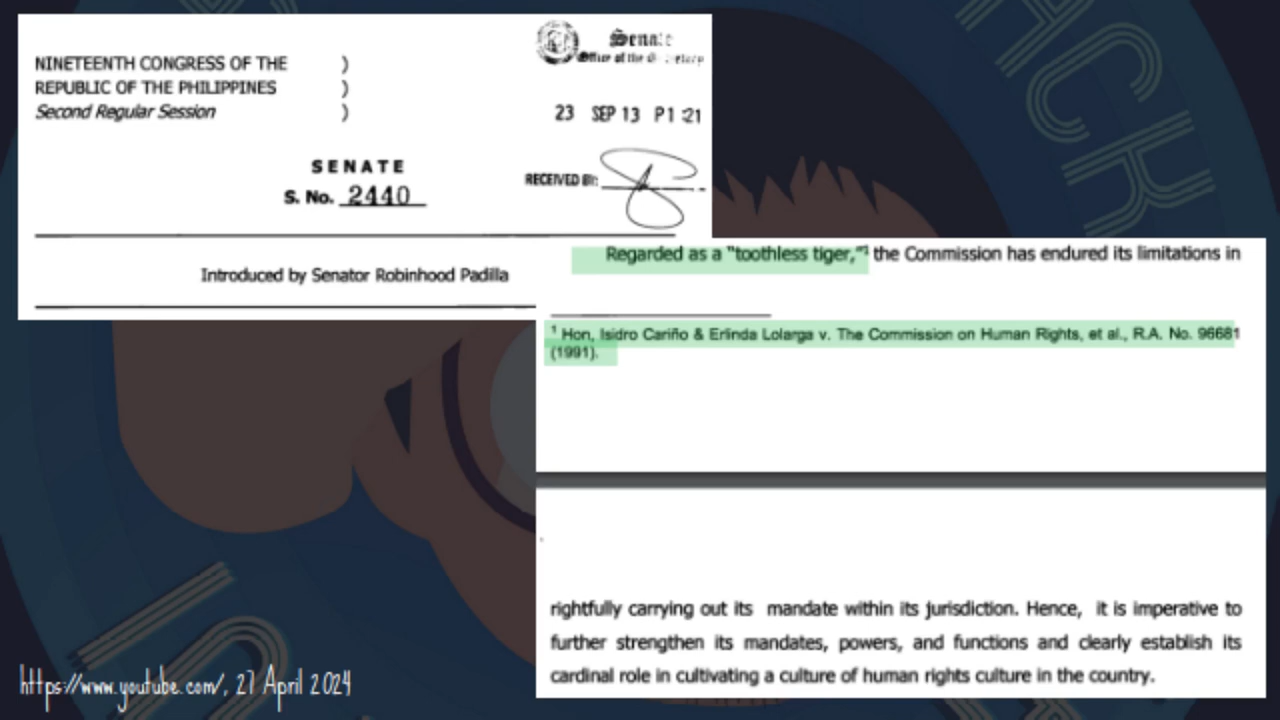 NINETEENTH CONGRESS OF THE )
REPUBLIC OF THE PHILIPPINES )
Second Regular Session )
Senate
Office of the Secretary
23 SEP 13 P1:21
SENATE
S. No. 2440
RECEIVED BY:
Introduced by Senator Robinhood Padilla
Regarded as a "toothless tiger,"¹ the Commission has endured its limitations in
¹ Hon, Isidro Cariño & Erlinda Lolarga v. The Commission on Human Rights, et al., R.A. No. 96681
(1991).
rightfully carrying out its mandate within its jurisdiction. Hence, it is imperative to
further strengthen its mandates, powers, and functions and clearly establish its
cardinal role in cultivating a culture of human rights culture in the country.
https://www.youtube.com/, 27 April 2024